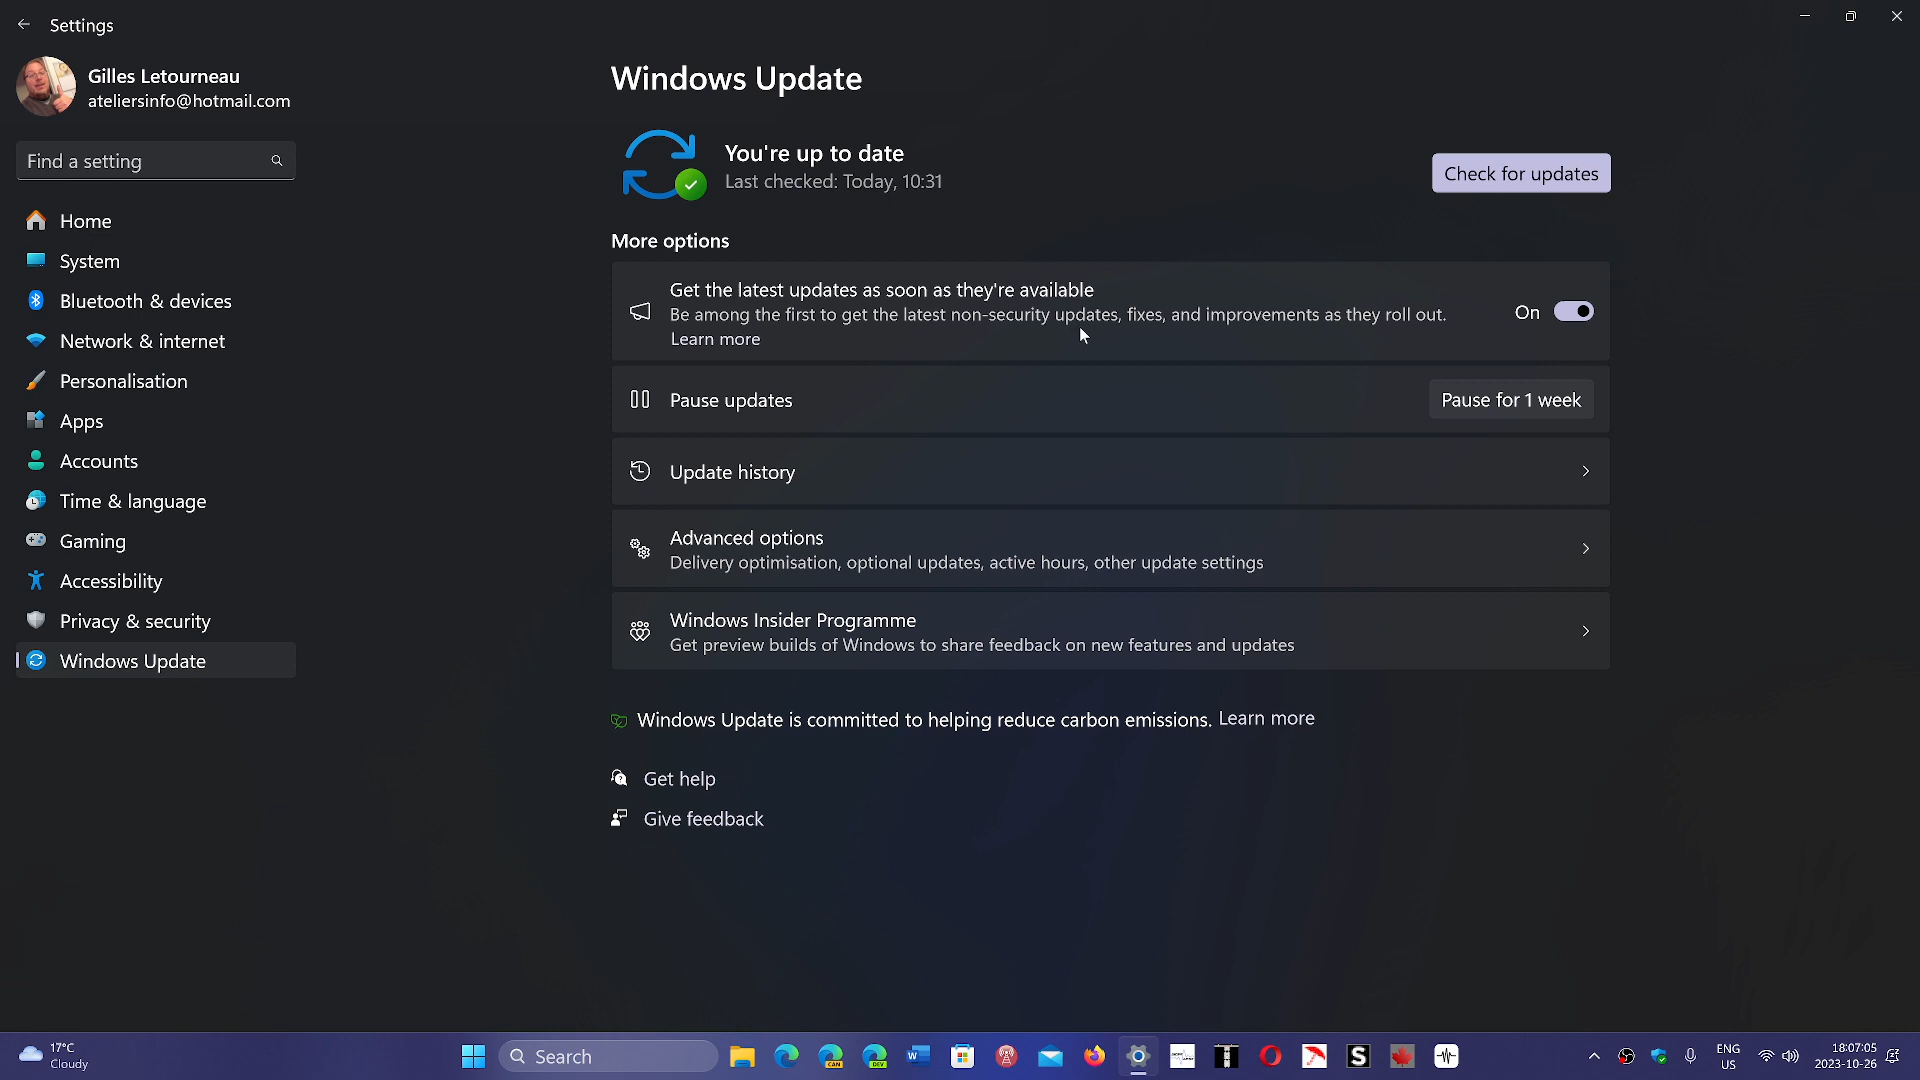 Settings
Gilles Letourneau
ateliersinfo@hotmail.com
Find a setting
Home
System
Bluetooth & devices
Network & internet
Personalisation
Apps
Accounts
Time & language
Gaming
Accessibility
Privacy & security
Windows Update
Windows Update
You're up to date
Last checked: Today, 10:31
Check for updates
More options
Get the latest updates as soon as they're available
Be among the first to get the latest non-security updates, fixes, and improvements as they roll out.
Learn more
On
Pause updates
Pause for 1 week
Update history
Advanced options
Delivery optimisation, optional updates, active hours, other update settings
Windows Insider Programme
Get preview builds of Windows to share feedback on new features and updates
Windows Update is committed to helping reduce carbon emissions. Learn more
Get help
Give feedback
17°C
Cloudy
Search
CAN
DEV
S
ENG
US
18:07:05
2023-10-26